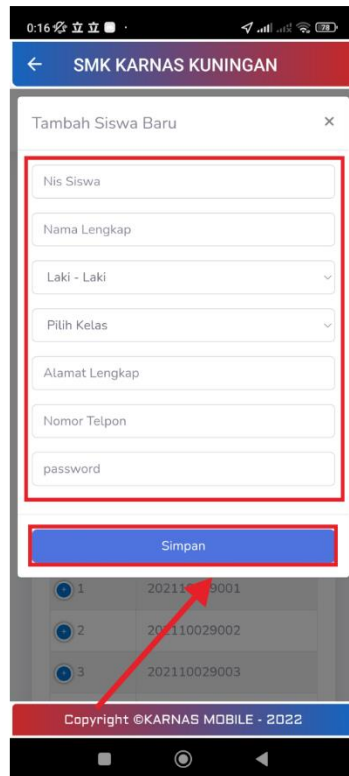 0:16
78
SMK KARNAS KUNINGAN
Tambah Siswa Baru
Nis Siswa
Nama Lengkap
Laki - Laki
Pilih Kelas
Alamat Lengkap
Nomor Telpon
password
Simpan
1 202110029001
2 202110029002
3 202110029003
Copyright ©KARNAS MOBILE - 2022